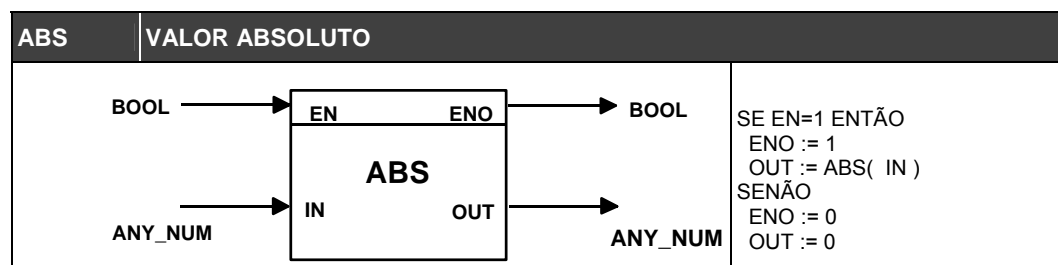 ABS VALOR ABSOLUTO
BOOL EN ENO BOOL
ABS
IN OUT
ANY_NUM ANY_NUM
SE EN=1 ENTÃO
ENO := 1
OUT := ABS( IN )
SENÃO
ENO := 0
OUT := 0